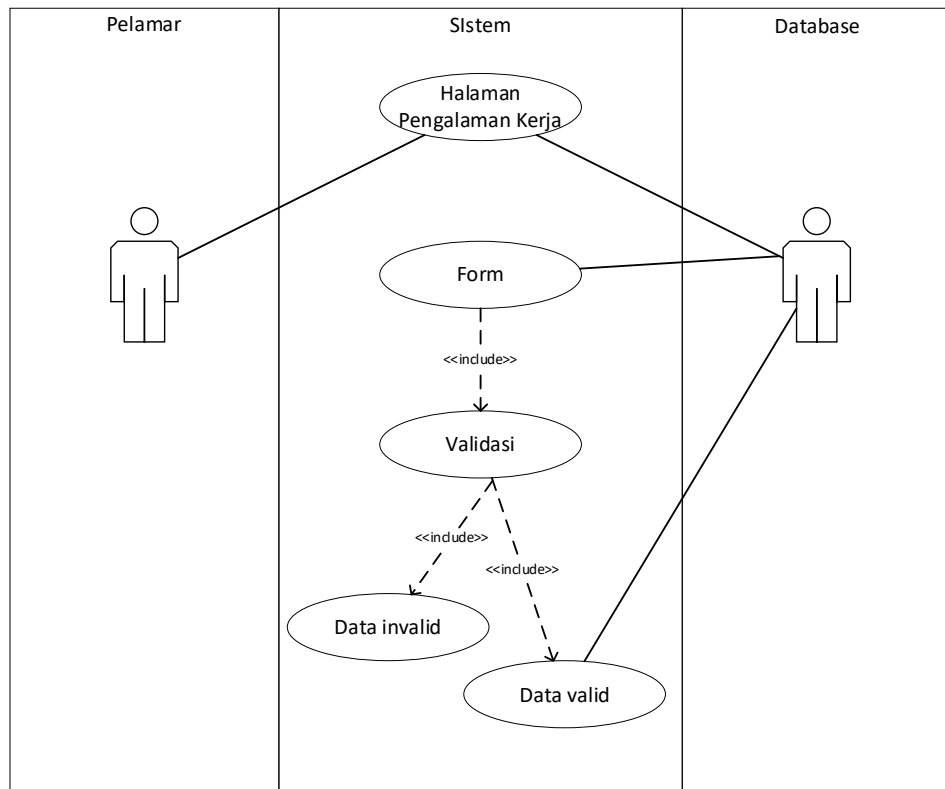 Pelamar
SIstem
Database
Halaman
Pengalaman Kerja
Form
<<include>>
Validasi
<<include>>
<<include>>
Data invalid
Data valid